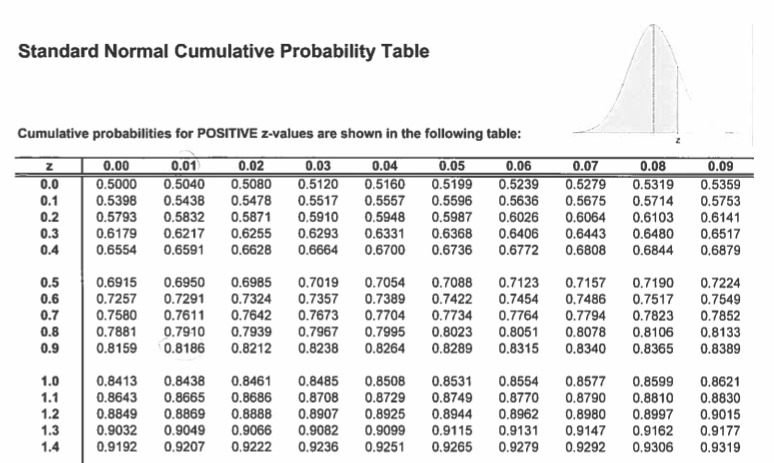 Standard Normal Cumulative Probability Table
Cumulative probabilities for POSITIVE z-values are shown in the following table:
z
z 0.00 0.01 0.02 0.03 0.04 0.05 0.06 0.07 0.08 0.09
0.0 0.5000 0.5040 0.5080 0.5120 0.5160 0.5199 0.5239 0.5279 0.5319 0.5359
0.1 0.5398 0.5438 0.5478 0.5517 0.5557 0.5596 0.5636 0.5675 0.5714 0.5753
0.2 0.5793 0.5832 0.5871 0.5910 0.5948 0.5987 0.6026 0.6064 0.6103 0.6141
0.3 0.6179 0.6217 0.6255 0.6293 0.6331 0.6368 0.6406 0.6443 0.6480 0.6517
0.4 0.6554 0.6591 0.6628 0.6664 0.6700 0.6736 0.6772 0.6808 0.6844 0.6879
0.5 0.6915 0.6950 0.6985 0.7019 0.7054 0.7088 0.7123 0.7157 0.7190 0.7224
0.6 0.7257 0.7291 0.7324 0.7357 0.7389 0.7422 0.7454 0.7486 0.7517 0.7549
0.7 0.7580 0.7611 0.7642 0.7673 0.7704 0.7734 0.7764 0.7794 0.7823 0.7852
0.8 0.7881 0.7910 0.7939 0.7967 0.7995 0.8023 0.8051 0.8078 0.8106 0.8133
0.9 0.8159 0.8186 0.8212 0.8238 0.8264 0.8289 0.8315 0.8340 0.8365 0.8389
1.0 0.8413 0.8438 0.8461 0.8485 0.8508 0.8531 0.8554 0.8577 0.8599 0.8621
1.1 0.8643 0.8665 0.8686 0.8708 0.8729 0.8749 0.8770 0.8790 0.8810 0.8830
1.2 0.8849 0.8869 0.8888 0.8907 0.8925 0.8944 0.8962 0.8980 0.8997 0.9015
1.3 0.9032 0.9049 0.9066 0.9082 0.9099 0.9115 0.9131 0.9147 0.9162 0.9177
1.4 0.9192 0.9207 0.9222 0.9236 0.9251 0.9265 0.9279 0.9292 0.9306 0.9319